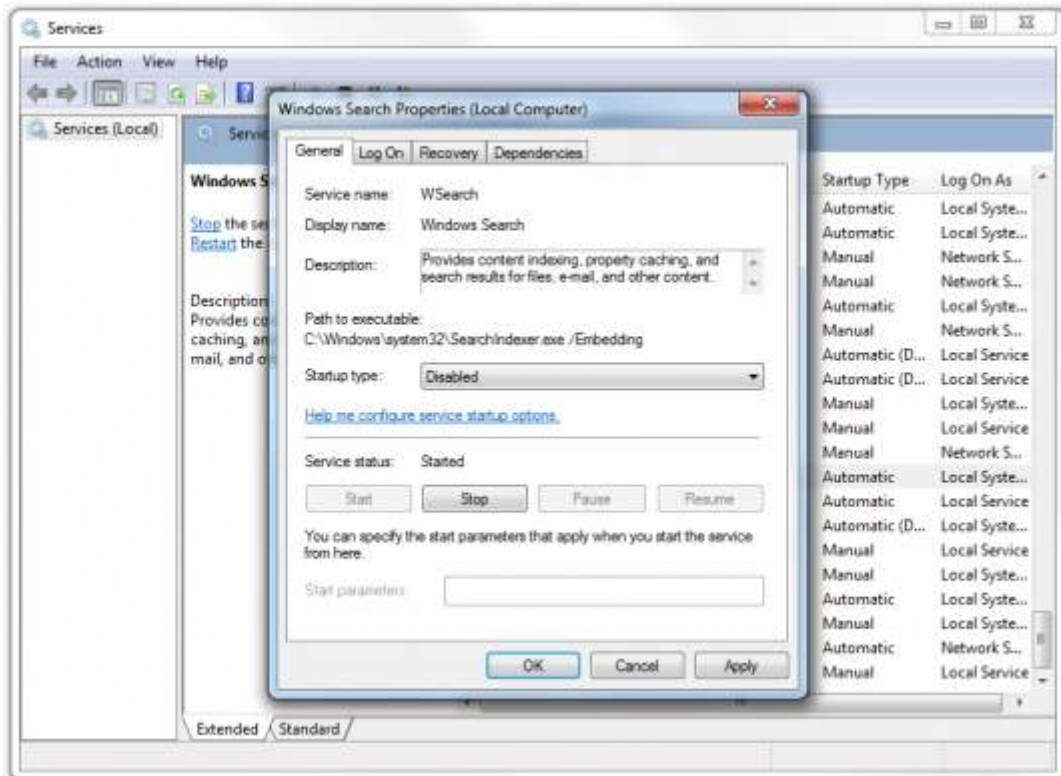 Services
File Action View Help
Services (Local)
Servic
Windows S
Stop the se
Restart the
Description
Provides co
caching, an
mail, and o
Windows Search Properties (Local Computer)
General Log On Recovery Dependencies
Service name: WSearch
Display name: Windows Search
Description: Provides content indexing, property caching, and
search results for files, e-mail, and other content.
Path to executable:
C:\Windows\system32\SearchIndexer.exe /Embedding
Startup type: Disabled
Help me configure service startup options.
Service status: Started
Start Stop Pause Resume
You can specify the start parameters that apply when you start the service
from here.
Start parameters:
OK Cancel Apply
Startup Type Log On As
Automatic Local Syste...
Automatic Local Syste...
Manual Network S...
Manual Network S...
Automatic Local Syste...
Manual Network S...
Automatic (D... Local Service
Automatic (D... Local Service
Manual Local Syste...
Manual Local Service
Manual Network S...
Automatic Local Syste...
Automatic Local Service
Automatic (D... Local Syste...
Manual Local Service
Manual Local Syste...
Automatic Local Syste...
Manual Local Syste...
Automatic Network S...
Manual Local Service
Extended Standard